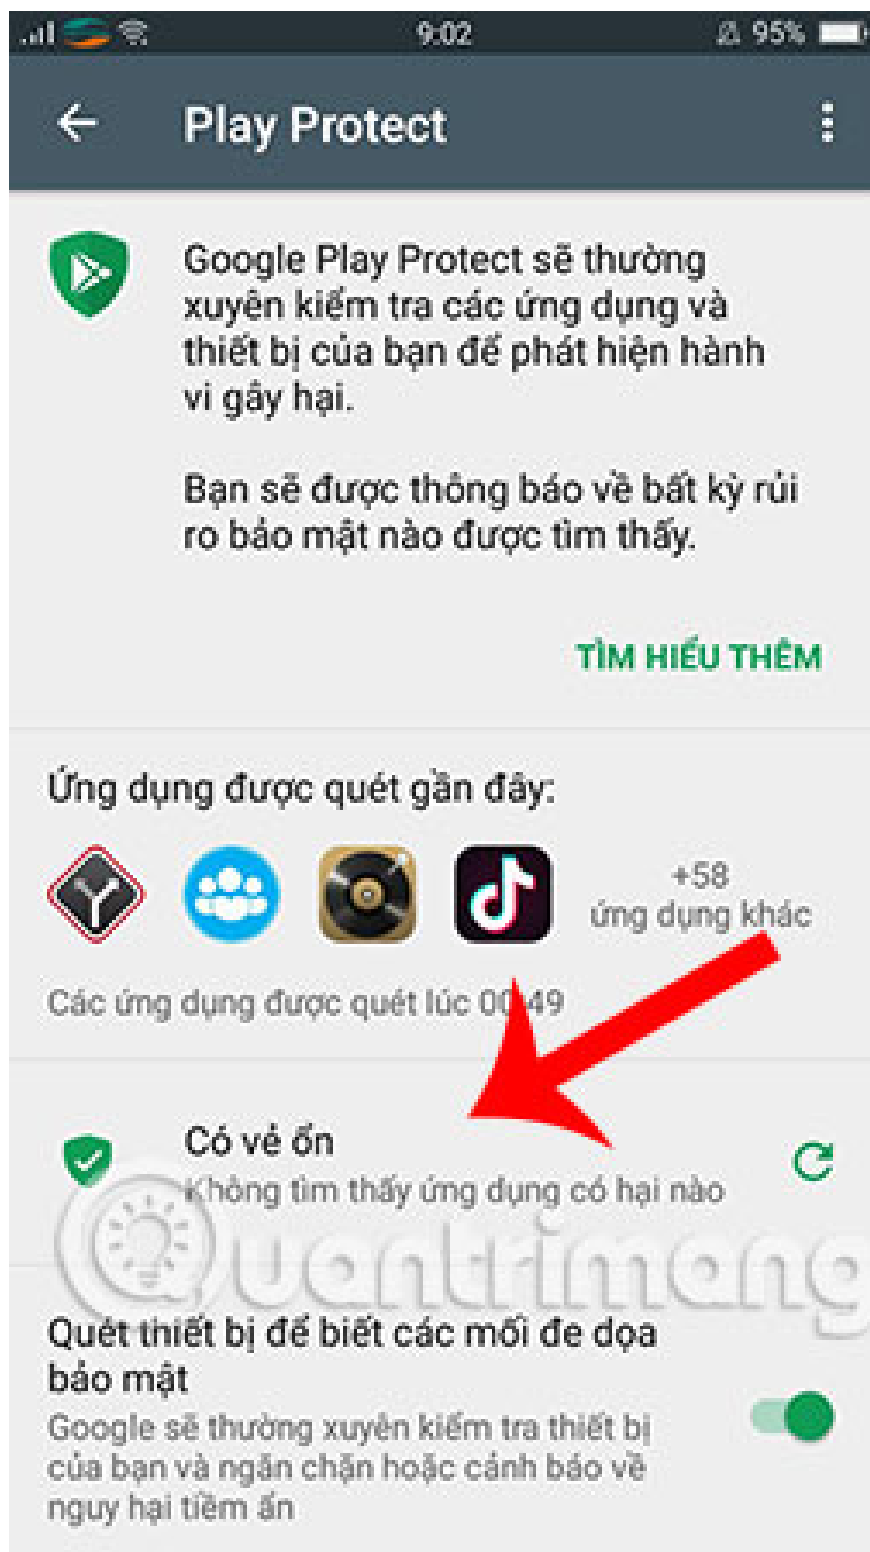 9:02
95%
Play Protect
Google Play Protect sẽ thường
xuyên kiểm tra các ứng dụng và
thiết bị của bạn để phát hiện hành
vi gây hại.
Bạn sẽ được thông báo về bất kỳ rủi
ro bảo mật nào được tìm thấy.
TÌM HIỂU THÊM
Ứng dụng được quét gần đây:
+58
ứng dụng khác
Các ứng dụng được quét lúc 00:49
Có vẻ ổn
Không tìm thấy ứng dụng có hại nào
Quantrimang
Quét thiết bị để biết các mối đe dọa
bảo mật
Google sẽ thường xuyên kiểm tra thiết bị
của bạn và ngăn chặn hoặc cảnh báo về
nguy hại tiềm ẩn